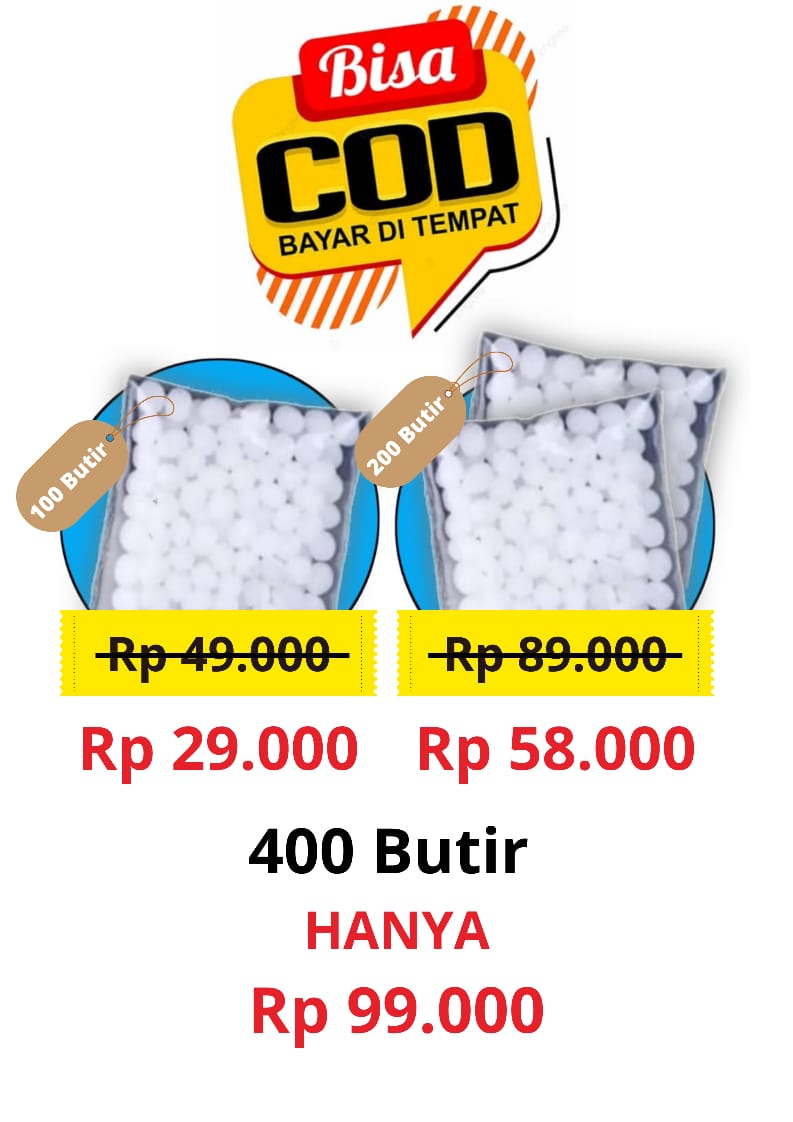 Bisa
COD
BAYAR DI TEMPAT
100 Butir
200 Butir
Rp 49.000
Rp 89.000
Rp 29.000
Rp 58.000
400 Butir
HANYA
Rp 99.000